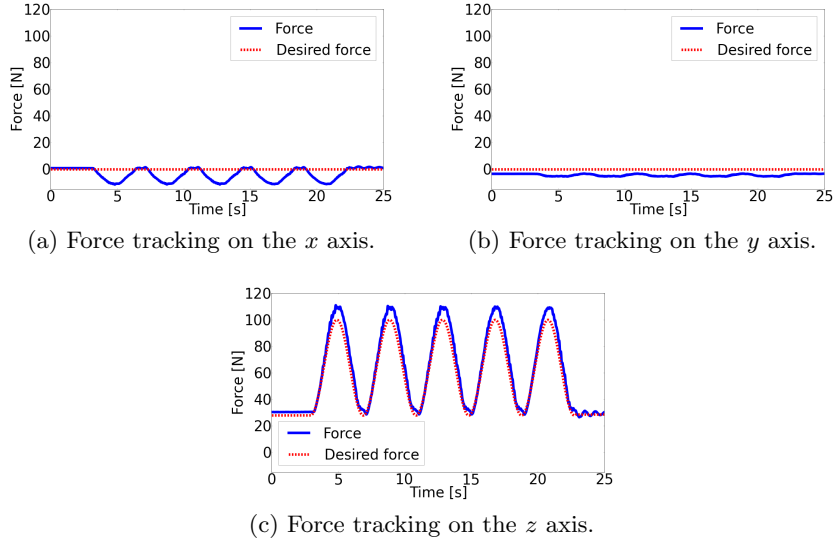 120
100
80
60
40
20
0
Force [N]
Force
Desired force
0 5 10 15 20 25
Time [s]
(a) Force tracking on the x axis.
120
100
80
60
40
20
0
Force [N]
Force
Desired force
0 5 10 15 20 25
Time [s]
(b) Force tracking on the y axis.
120
100
80
60
40
20
0
Force [N]
Force
Desired force
0 5 10 15 20 25
Time [s]
(c) Force tracking on the z axis.